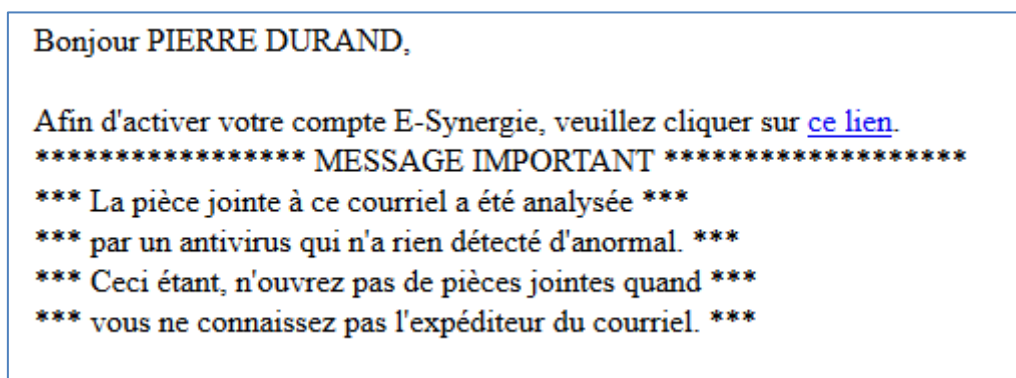 Bonjour PIERRE DURAND,
Afin d'activer votre compte E-Synergie, veuillez cliquer sur ce lien.
***************** MESSAGE IMPORTANT *******************
*** La pièce jointe à ce courriel a été analysée ***
*** par un antivirus qui n'a rien détecté d'anormal. ***
*** Ceci étant, n'ouvrez pas de pièces jointes quand ***
*** vous ne connaissez pas l'expéditeur du courriel. ***